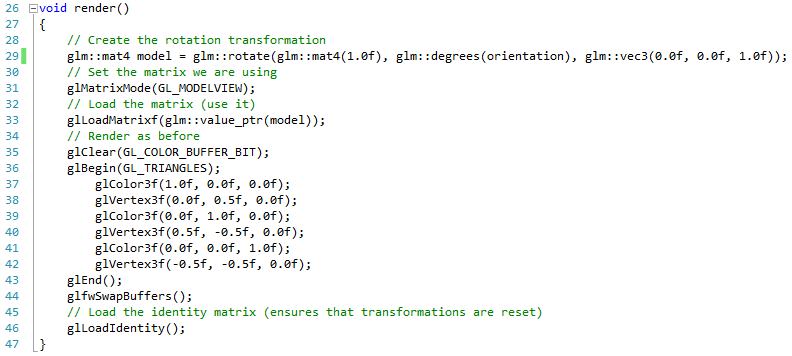 26 void render()
27 {
28 // Create the rotation transformation
29 glm::mat4 model = glm::rotate(glm::mat4(1.0f), glm::degrees(orientation), glm::vec3(0.0f, 0.0f, 1.0f));
30 // Set the matrix we are using
31 glMatrixMode(GL_MODELVIEW);
32 // Load the matrix (use it)
33 glLoadMatrixf(glm::value_ptr(model));
34 // Render as before
35 glClear(GL_COLOR_BUFFER_BIT);
36 glBegin(GL_TRIANGLES);
37 glColor3f(1.0f, 0.0f, 0.0f);
38 glVertex3f(0.0f, 0.5f, 0.0f);
39 glColor3f(0.0f, 1.0f, 0.0f);
40 glVertex3f(0.5f, -0.5f, 0.0f);
41 glColor3f(0.0f, 0.0f, 1.0f);
42 glVertex3f(-0.5f, -0.5f, 0.0f);
43 glEnd();
44 glfwSwapBuffers();
45 // Load the identity matrix (ensures that transformations are reset)
46 glLoadIdentity();
47 }